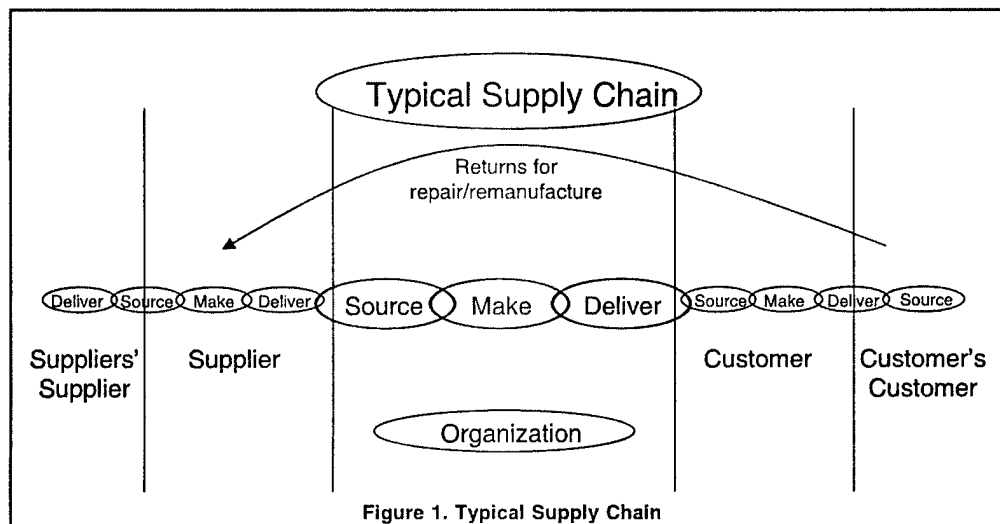 Typical Supply Chain
Returns for
repair/remanufacture
Deliver Source Make Deliver Source Make Deliver Source Make Deliver Source
Suppliers'
Supplier
Supplier
Customer
Customer's
Customer
Organization
Figure 1. Typical Supply Chain